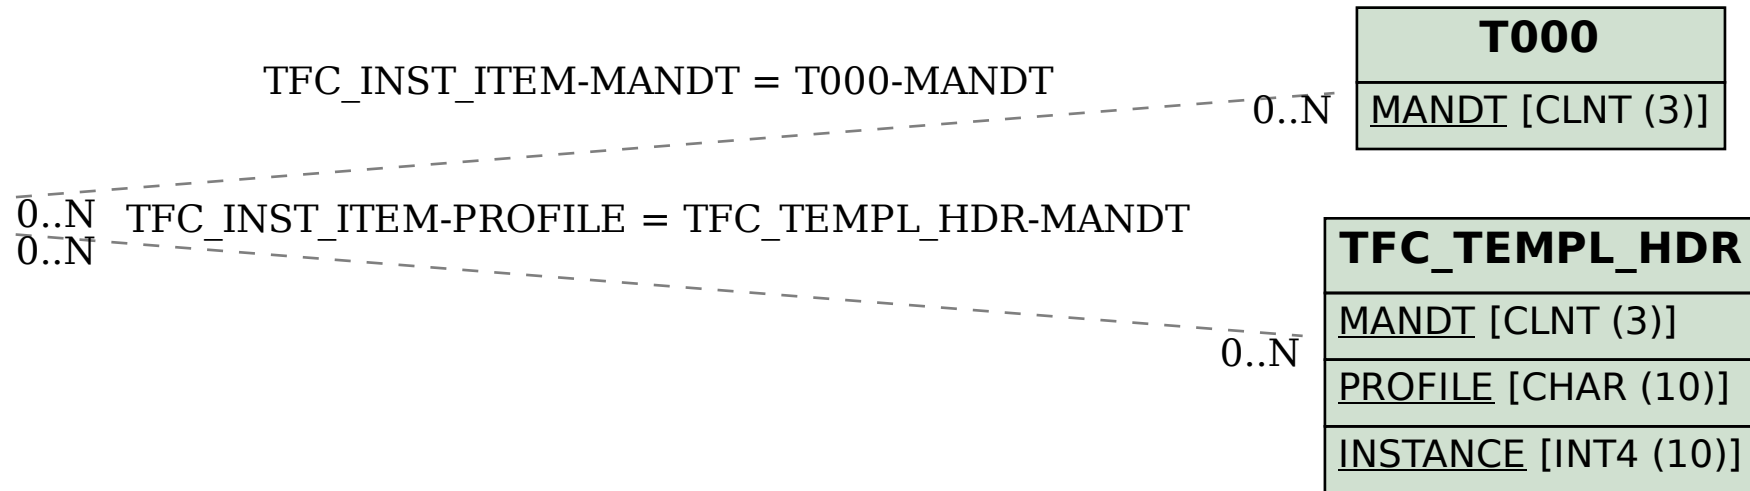 T000
TFC_INST_ITEM-MANDT = T000-MANDT
0..N
MANDT [CLNT (3)]
0..N
TFC_INST_ITEM-PROFILE = TFC_TEMPL_HDR-MANDT
0..N
TFC_TEMPL_HDR
MANDT [CLNT (3)]
0..N
PROFILE [CHAR (10)]
INSTANCE [INT4 (10)]